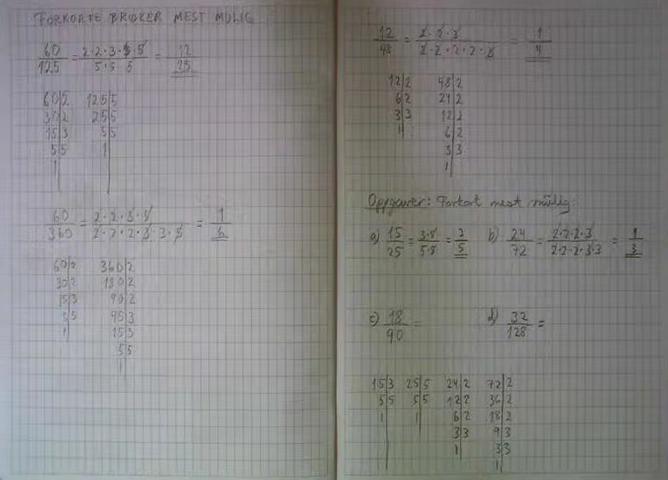 FORKORTE BRØKER MEST MULIG
60/125 = 2·2·3·5·5/5·5·5 = 12/25
60|2 125|5
30|2 25|5
15|3 5|5
5|5 1
1
60/360 = 2·2·3·5/2·2·2·3·3·5 = 1/6
60|2 360|2
30|2 180|2
15|3 90|2
5|5 45|3
1 15|3
5|5
1
12/48 = 2·2·3/2·2·2·2·3 = 1/4
12|2 48|2
6|2 24|2
3|3 12|2
1 6|2
3|3
1
Oppgaver: Forkort mest mulig:
a) 15/25 = 3·5/5·5 = 3/5 b) 24/72 = 2·2·2·3/2·2·2·3·3 = 1/3
c) 18/90 = d) 32/128 =
15|3 25|5 24|2 72|2
5|5 5|5 12|2 36|2
1 1 6|2 18|2
3|3 9|3
1 3|3
1